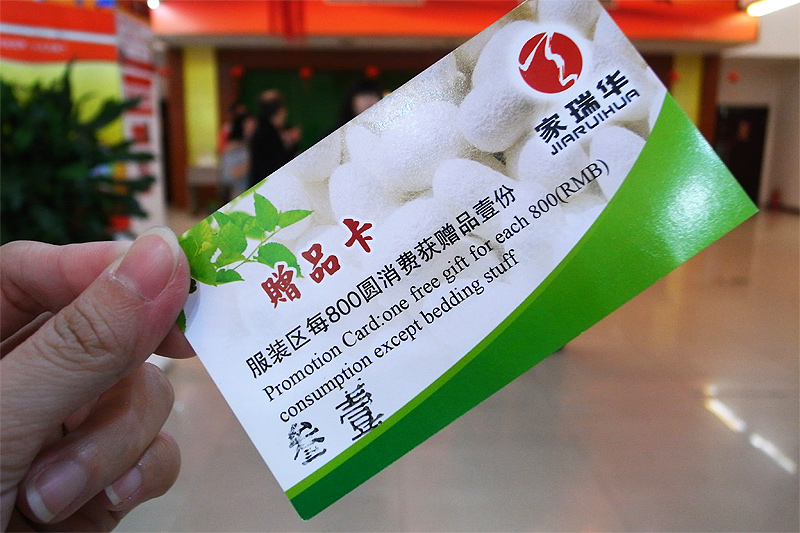 家瑞华
JIARUIHUA
赠品卡
服装区每800圆消费获赠品壹份
Promotion Card:one free gift for each 800(RMB)
consumption except bedding stuff
叁壹